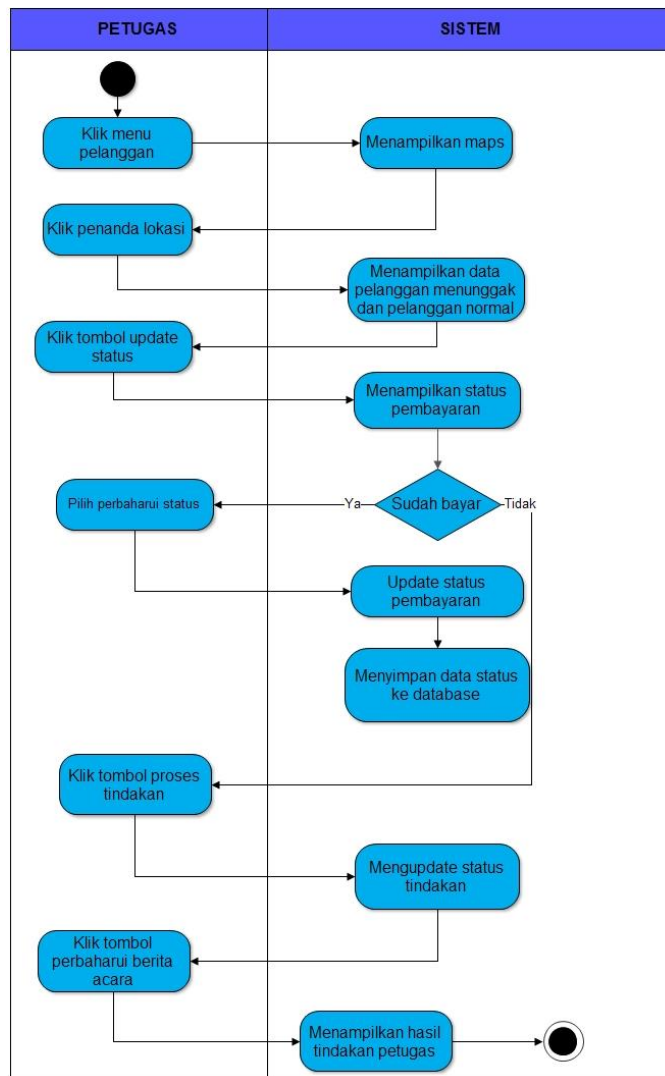 PETUGAS
SISTEM
Klik menu
pelanggan
Menampilkan maps
Klik penanda lokasi
Menampilkan data
pelanggan menunggak
dan pelanggan normal
Klik tombol update
status
Menampilkan status
pembayaran
Pilih perbaharui status
Ya
Sudah bayar
Tidak
Update status
pembayaran
Menyimpan data status
ke database
Klik tombol proses
tindakan
Mengupdate status
tindakan
Klik tombol
perbaharui berita
acara
Menampilkan hasil
tindakan petugas